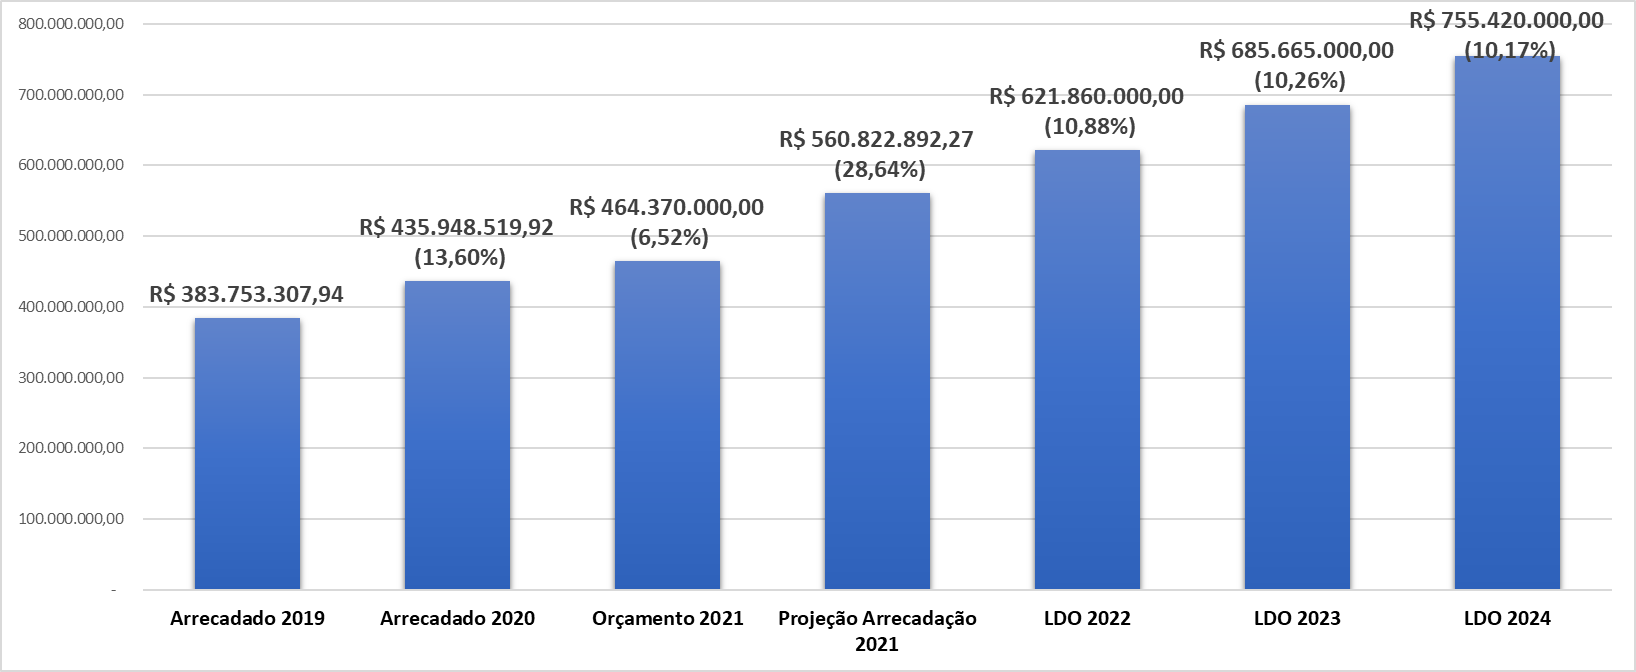 800.000.000,00
700.000.000,00
600.000.000,00
500.000.000,00
400.000.000,00
300.000.000,00
200.000.000,00
100.000.000,00
-
R$ 383.753.307,94
R$ 435.948.519,92
(13,60%)
R$ 464.370.000,00
(6,52%)
R$ 560.822.892,27
(28,64%)
R$ 621.860.000,00
(10,88%)
R$ 685.665.000,00
(10,26%)
R$ 755.420.000,00
(10,17%)
Arrecadado 2019
Arrecadado 2020
Orçamento 2021
Projeção Arrecadação
2021
LDO 2022
LDO 2023
LDO 2024